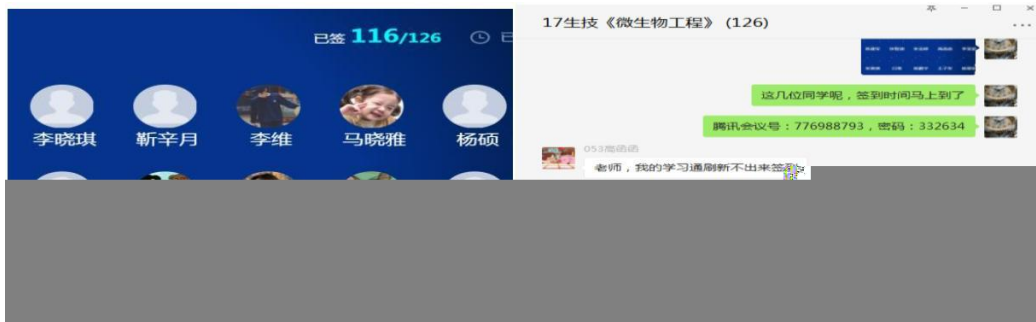 已签 116/126
李晓琪 靳辛月 李维 马晓雅 杨硕
17生技《微生物工程》 (126)
这几位同学呢，签到时间马上到了
腾讯会议号：776988793，密码：332634
老师，我的学习通刷新不出来签到